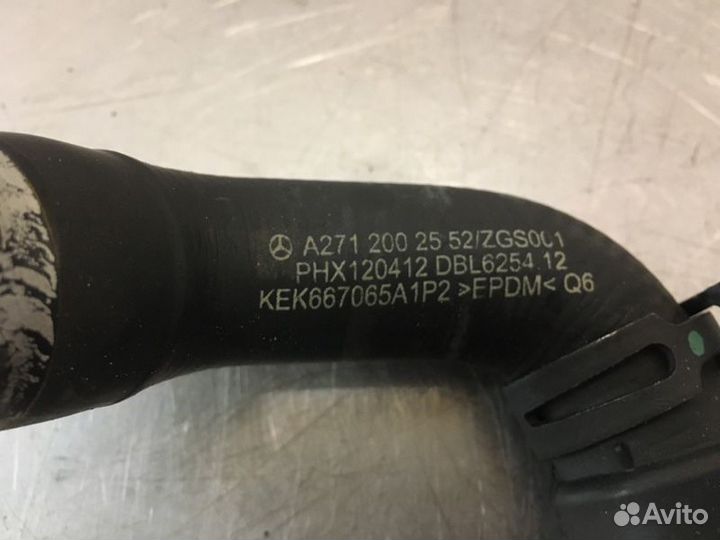 A271 200 25 52/ZGS001
PHX120412 DBL6254 12
KEK667065A1P2 >EPDM< Q6
Avito